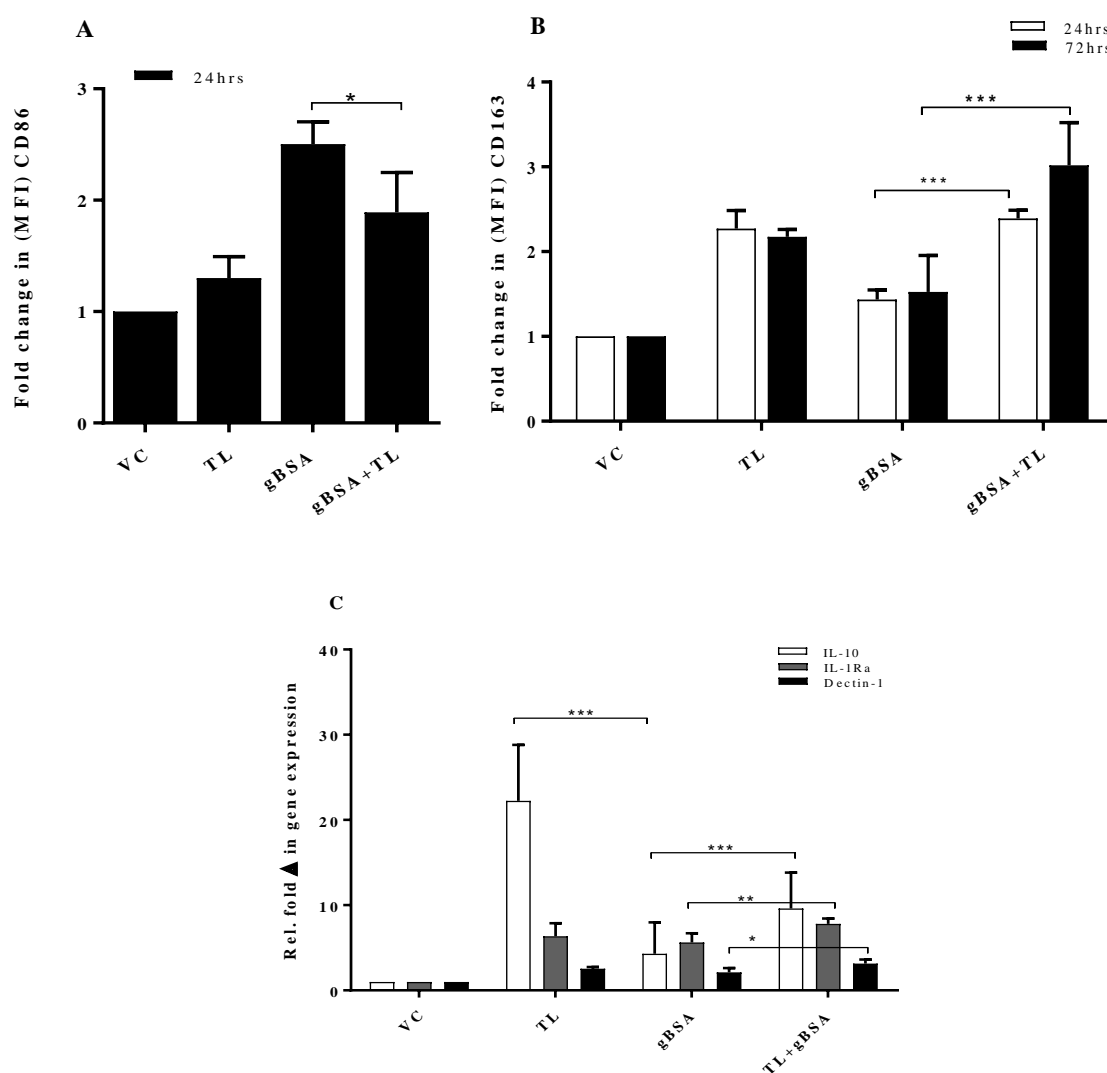 A
24hrs
Fold change in (MFI) CD86
3
2
1
0
*
VC
TL
gBSA
gBSA+TL
B
24hrs
72hrs
Fold change in (MFI) CD163
4
3
2
1
0
***
***
VC
TL
gBSA
gBSA+TL
C
IL-10
IL-1Ra
Dectin-1
Rel. fold ▲ in gene expression
40
30
20
10
0
***
***
**
*
VC
TL
gBSA
TL+gBSA